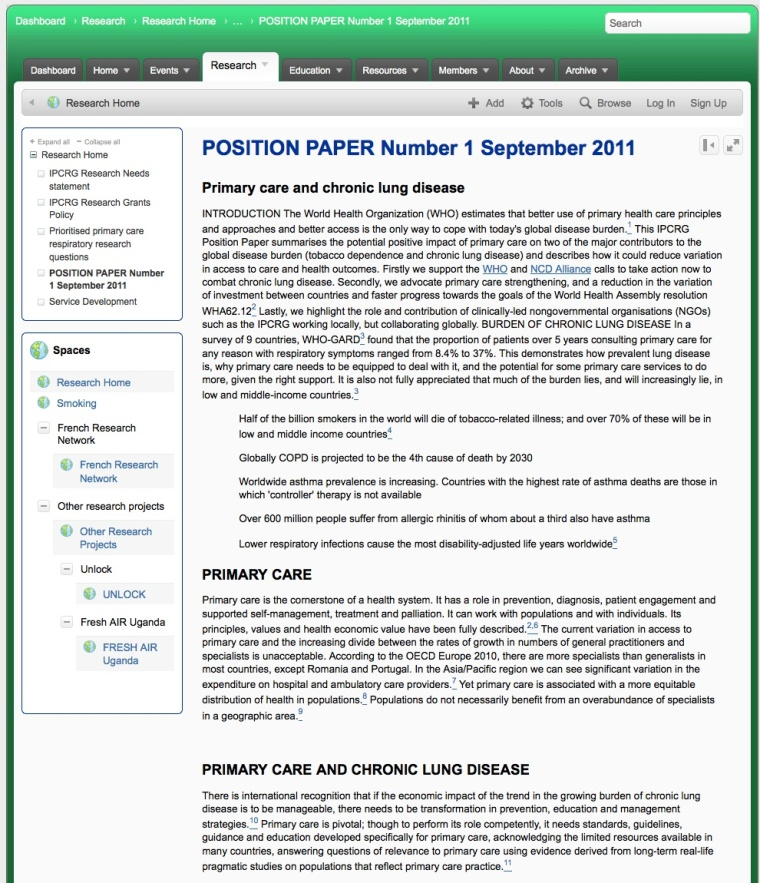 Dashboard › Research › Research Home › ... › POSITION PAPER Number 1 September 2011
Search
Dashboard Home Events Research Education Resources Members About Archive
Research Home
Add Tools Browse Log In Sign Up
Expand all Collapse all
Research Home
IPCRG Research Needs
statement
IPCRG Research Grants
Policy
Prioritised primary care
respiratory research
questions
POSITION PAPER Number
1 September 2011
Service Development
Spaces
Research Home
Smoking
French Research
Network
French Research
Network
Other research projects
Other Research
Projects
Unlock
UNLOCK
Fresh AIR Uganda
FRESH AIR
Uganda
POSITION PAPER Number 1 September 2011
Primary care and chronic lung disease
INTRODUCTION The World Health Organization (WHO) estimates that better use of primary health care principles
and approaches and better access is the only way to cope with today's global disease burden.1 This IPCRG
Position Paper summarises the potential positive impact of primary care on two of the major contributors to the
global disease burden (tobacco dependence and chronic lung disease) and describes how it could reduce variation
in access to care and health outcomes. Firstly we support the WHO and NCD Alliance calls to take action now to
combat chronic lung disease. Secondly, we advocate primary care strengthening, and a reduction in the variation
of investment between countries and faster progress towards the goals of the World Health Assembly resolution
WHA62.122 Lastly, we highlight the role and contribution of clinically-led nongovernmental organisations (NGOs)
such as the IPCRG working locally, but collaborating globally. BURDEN OF CHRONIC LUNG DISEASE In a
survey of 9 countries, WHO-GARD3 found that the proportion of patients over 5 years consulting primary care for
any reason with respiratory symptoms ranged from 8.4% to 37%. This demonstrates how prevalent lung disease
is, why primary care needs to be equipped to deal with it, and the potential for some primary care services to do
more, given the right support. It is also not fully appreciated that much of the burden lies, and will increasingly lie, in
low and middle-income countries.3
Half of the billion smokers in the world will die of tobacco-related illness; and over 70% of these will be in
low and middle income countries4
Globally COPD is projected to be the 4th cause of death by 2030
Worldwide asthma prevalence is increasing. Countries with the highest rate of asthma deaths are those in
which 'controller' therapy is not available
Over 600 million people suffer from allergic rhinitis of whom about a third also have asthma
Lower respiratory infections cause the most disability-adjusted life years worldwide5
PRIMARY CARE
Primary care is the cornerstone of a health system. It has a role in prevention, diagnosis, patient engagement and
supported self-management, treatment and palliation. It can work with populations and with individuals. Its
principles, values and health economic value have been fully described.2,6 The current variation in access to
primary care and the increasing divide between the rates of growth in numbers of general practitioners and
specialists is unacceptable. According to the OECD Europe 2010, there are more specialists than generalists in
most countries, except Romania and Portugal. In the Asia/Pacific region we can see significant variation in the
expenditure on hospital and ambulatory care providers.7 Yet primary care is associated with a more equitable
distribution of health in populations.8 Populations do not necessarily benefit from an overabundance of specialists
in a geographic area.9
PRIMARY CARE AND CHRONIC LUNG DISEASE
There is international recognition that if the economic impact of the trend in the growing burden of chronic lung
disease is to be manageable, there needs to be transformation in prevention, education and management
strategies.10 Primary care is pivotal; though to perform its role competently, it needs standards, guidelines,
guidance and education developed specifically for primary care, acknowledging the limited resources available in
many countries, answering questions of relevance to primary care using evidence derived from long-term real-life
pragmatic studies on populations that reflect primary care practice.11